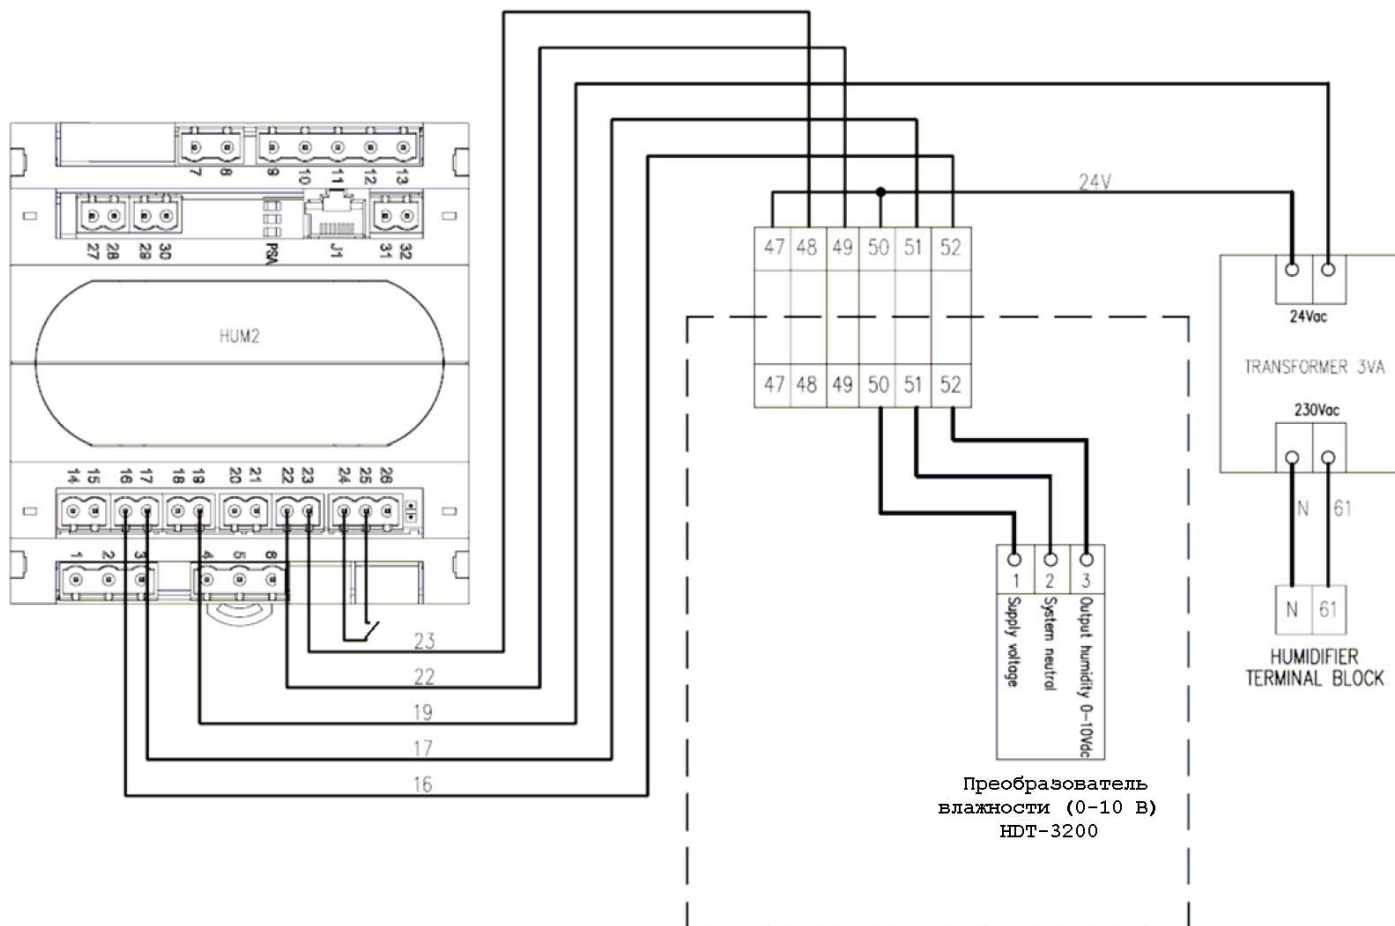 7 8 9 10 11 12 13
27 28 29 30 PSA J1 31 32
HUM2
14 15 16 17 18 19 20 21 22 23 24 25 26
1 2 3 4 5 6
23
22
19
17
16
24V
47 48 49 50 51 52
47 48 49 50 51 52
1 2 3
Supply voltage
System neutral
Output humidity 0-10Vdc
Преобразователь
влажности (0-10 В)
HDT-3200
24Vac
TRANSFORMER 3VA
230Vac
N 61
N 61
HUMIDIFIER
TERMINAL BLOCK